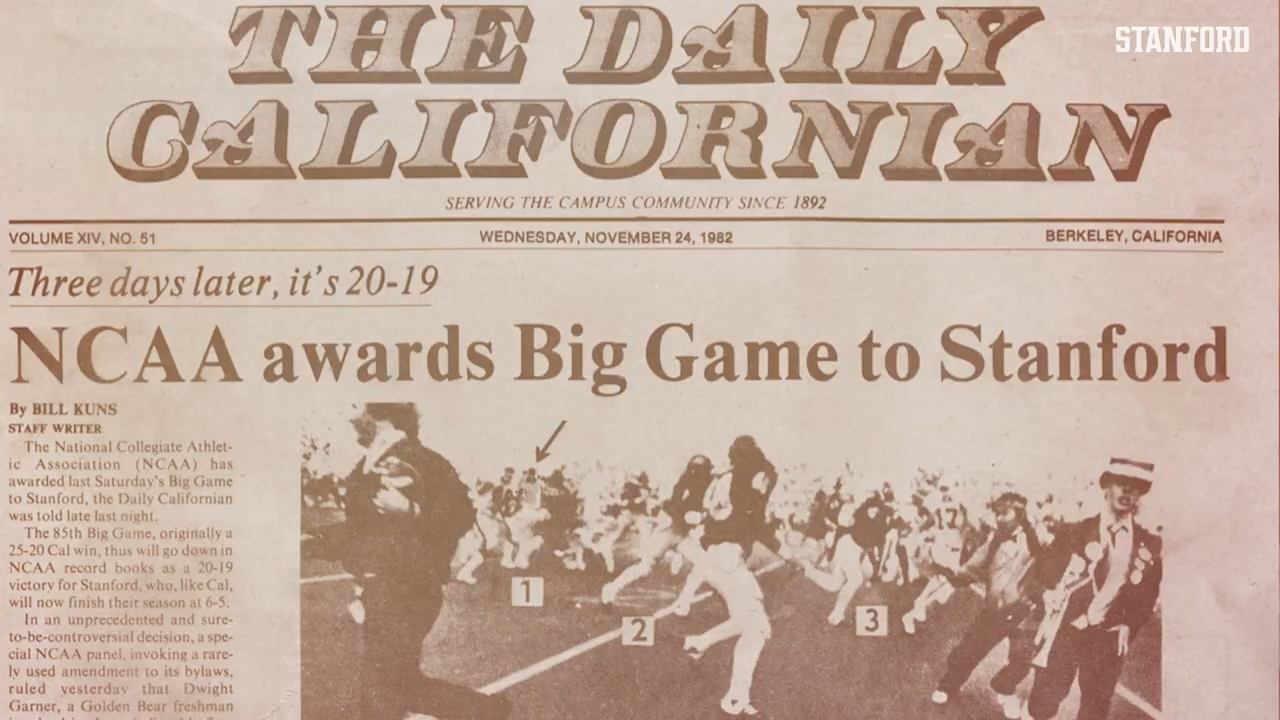 STANFORD
THE DAILY
CALIFORNIAN
SERVING THE CAMPUS COMMUNITY SINCE 1892
VOLUME XIV, NO. 51
WEDNESDAY, NOVEMBER 24, 1982
BERKELEY, CALIFORNIA
Three days later, it's 20-19
NCAA awards Big Game to Stanford
By BILL KUNS
STAFF WRITER
The National Collegiate Athlet-
ic Association (NCAA) has
awarded last Saturday's Big Game
to Stanford, the Daily Californian
was told late last night.
The 85th Big Game, originally a
25-20 Cal win, thus will go down in
NCAA record books as a 20-19
victory for Stanford, who, like Cal,
will now finish their season at 6-5.
In an unprecedented and sure-
to-be-controversial decision, a spe-
cial NCAA panel, invoking a rare-
ly used amendment to its bylaws,
ruled yesterday that Dwight
Garner, a Golden Bear freshman
1
2
3
17